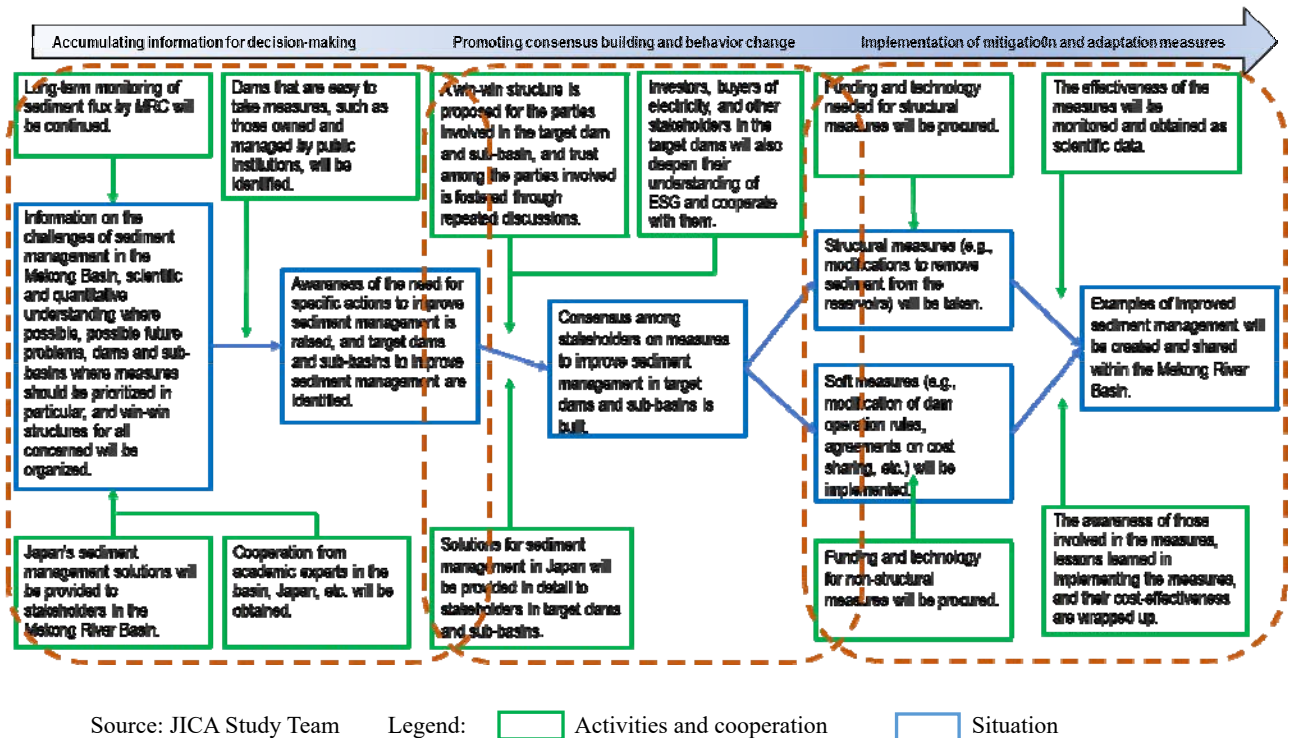 Accumulating information for decision-making
Promoting consensus building and behavior change
Implementation of mitigati0n and adaptation measures
Long-term monitoring of
sediment flux by MRC will
be continued.
Dams that are easy to
take measures, such as
those owned and
managed by public
institutions, will be
identified.
A win-win structure is
proposed for the parties
involved in the target dam
and sub-basin, and trust
among the parties involved
is fostered through
repeated discussions.
Investors, buyers of
electricity, and other
stakeholders in the
target dams will also
deepen their
understanding of
ESG and cooperate
with them.
Funding and technology
needed for structural
measures will be procured.
The effectiveness of the
measures will be
monitored and obtained as
scientific data.
Information on the
challenges of sediment
management in the
Mekong Basin, scientific
and quantitative
understanding where
possible, possible future
problems, dams and sub-
basins where measures
should be prioritized in
particular, and win-win
structures for all
concerned will be
organized.
Awareness of the need for
specific actions to improve
sediment management is
raised, and target dams
and sub-basins to improve
sediment management are
identified.
Consensus among
stakeholders on measures
to improve sediment
management in target
dams and sub-basins is
built.
Structural measures (e.g.,
modifications to remove
sediment from the
reservoirs) will be taken.
Soft measures (e.g.,
modification of dam
operation rules,
agreements on cost
sharing, etc.) will be
implemented.
Examples of improved
sediment management will
be created and shared
within the Mekong River
Basin.
Japan's sediment
management solutions will
be provided to
stakeholders in the
Mekong River Basin.
Cooperation from
academic experts in the
basin, Japan, etc. will be
obtained.
Solutions for sediment
management in Japan will
be provided in detail to
stakeholders in target dams
and sub-basins.
Funding and technology
for non-structural
measures will be procured.
The awareness of those
involved in the measures,
lessons learned in
implementing the measures,
and their cost-effectiveness
are wrapped up.
Source: JICA Study Team Legend: Activities and cooperation Situation